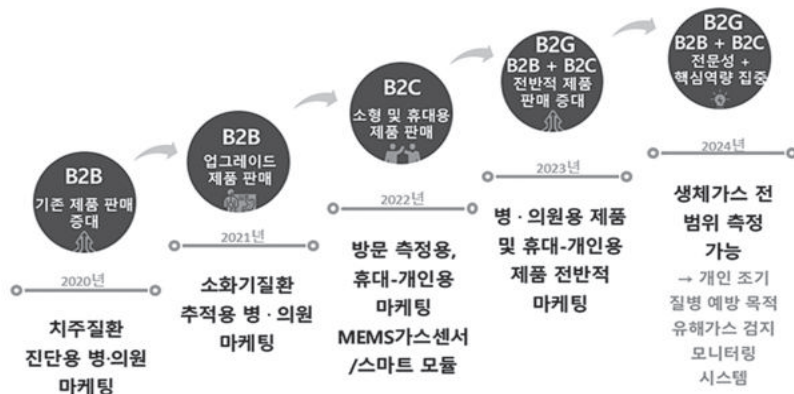 B2B
기존 제품 판매
증대
2020년
치주질환
진단용 병·의원
마케팅
B2B
업그레이드
제품 판매
2021년
소화기질환
추적용 병 · 의원
마케팅
B2C
소형 및 휴대용
제품 판매
2022년
방문 측정용,
휴대-개인용
마케팅
MEMS가스센서
/스마트 모듈
B2G
B2B + B2C
전반적 제품
판매 증대
2023년
병 · 의원용 제품
및 휴대-개인용
제품 전반적
마케팅
B2G
B2B + B2C
전문성 +
핵심역량 집중
2024년
생체가스 전
범위 측정
가능
→ 개인 조기
질병 예방 목적
유해가스 검지
모니터링
시스템